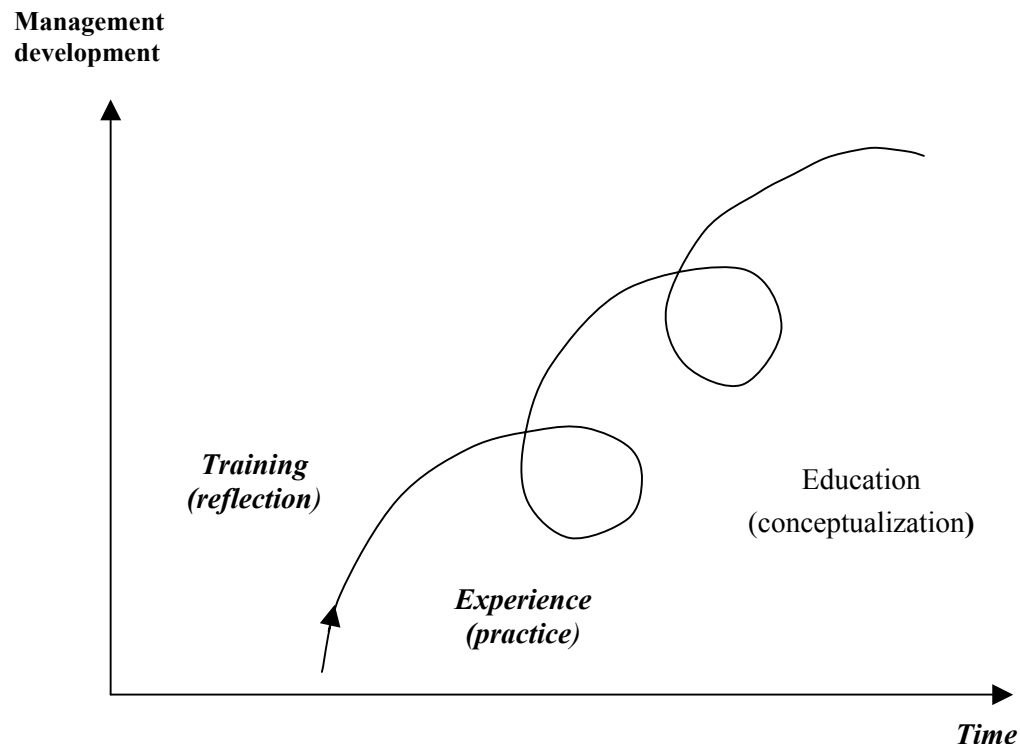 Management
development
Training
(reflection)
Education
(conceptualization)
Experience
(practice)
Time